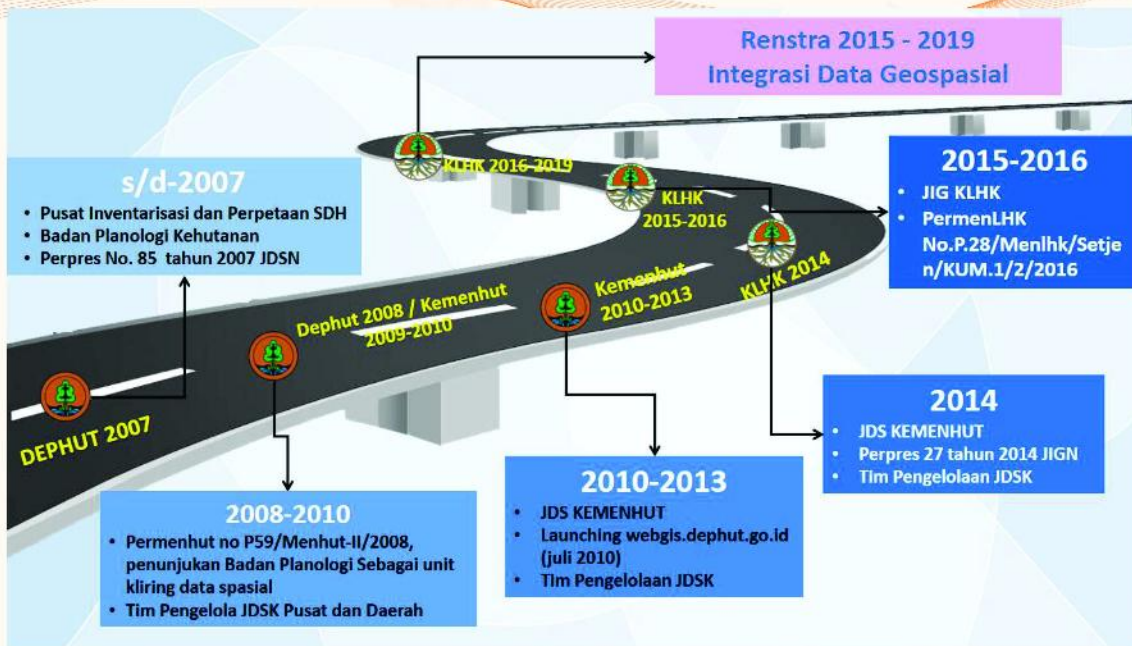 Renstra 2015 - 2019
Integrasi Data Geospasial
s/d-2007
• Pusat Inventarisasi dan Perpetaan SDH
• Badan Planologi Kehutanan
• Perpres No. 85 tahun 2007 JDSN
KLHK 2016-2019
KLHK
2015-2016
2015-2016
• JIG KLHK
• PermenLHK
No.P.28/Menlhk/Setje
n/KUM.1/2/2016
DEPHUT 2007
Dephut 2008 / Kemenhut
2009-2010
Kemenhut
2010-2013
KLHK 2014
2014
• JDS KEMENHUT
• Perpres 27 tahun 2014 JIGN
• Tim Pengelolaan JDSK
2008-2010
• Permenhut no P59/Menhut-II/2008,
penunjukan Badan Planologi Sebagai unit
kliring data spasial
• Tim Pengelola JDSK Pusat dan Daerah
2010-2013
• JDS KEMENHUT
• Launching webgis.dephut.go.id
(juli 2010)
• Tim Pengelolaan JDSK